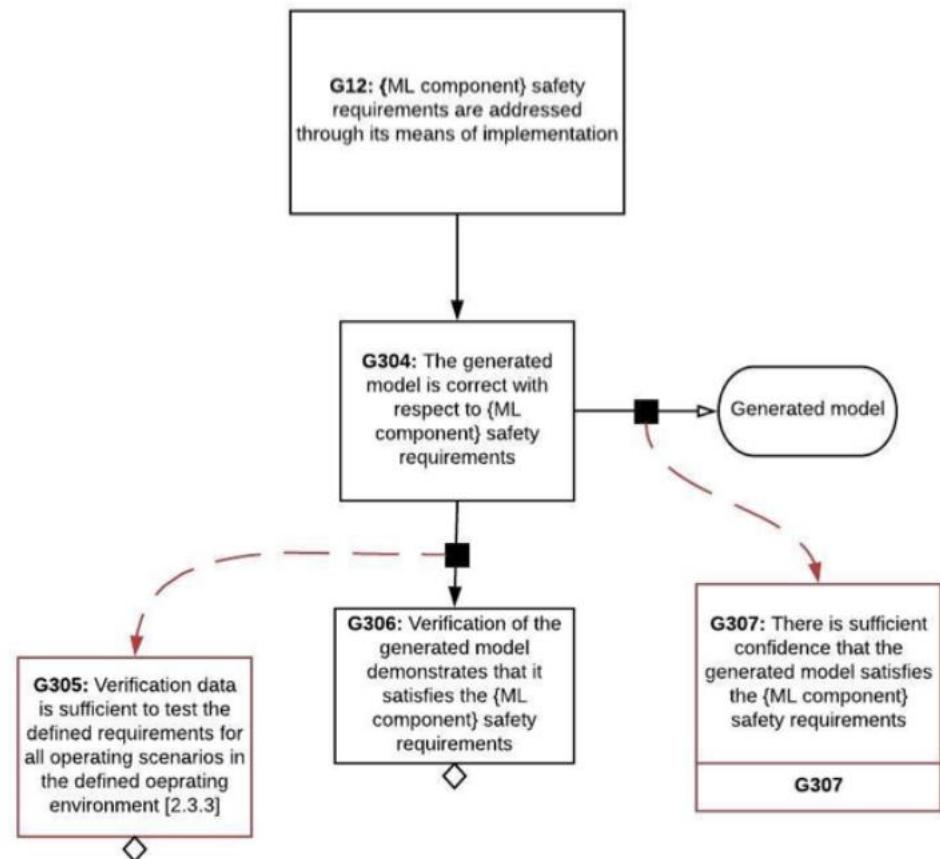 G12: {ML component} safety
requirements are addressed
through its means of implementation
G304: The generated
model is correct with
respect to {ML
component} safety
requirements
Generated model
G305: Verification data
is sufficient to test the
defined requirements for
all operating scenarios in
the defined oeprating
environment [2.3.3]
G306: Verification of the
generated model
demonstrates that it
satisfies the {ML
component} safety
requirements
G307: There is sufficient
confidence that the
generated model satisfies
the {ML component}
safety requirements
G307